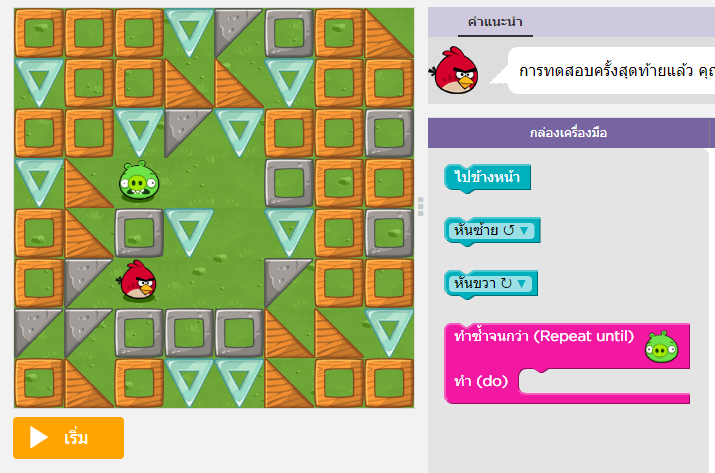 คำแนะนำ
การทดสอบครั้งสุดท้ายแล้ว คุณ
กล่องเครื่องมือ
ไปข้างหน้า
หันซ้าย ↺ ▼
หันขวา ↻ ▼
ทำซ้ำจนกว่า (Repeat until)
ทำ (do)
เริ่ม